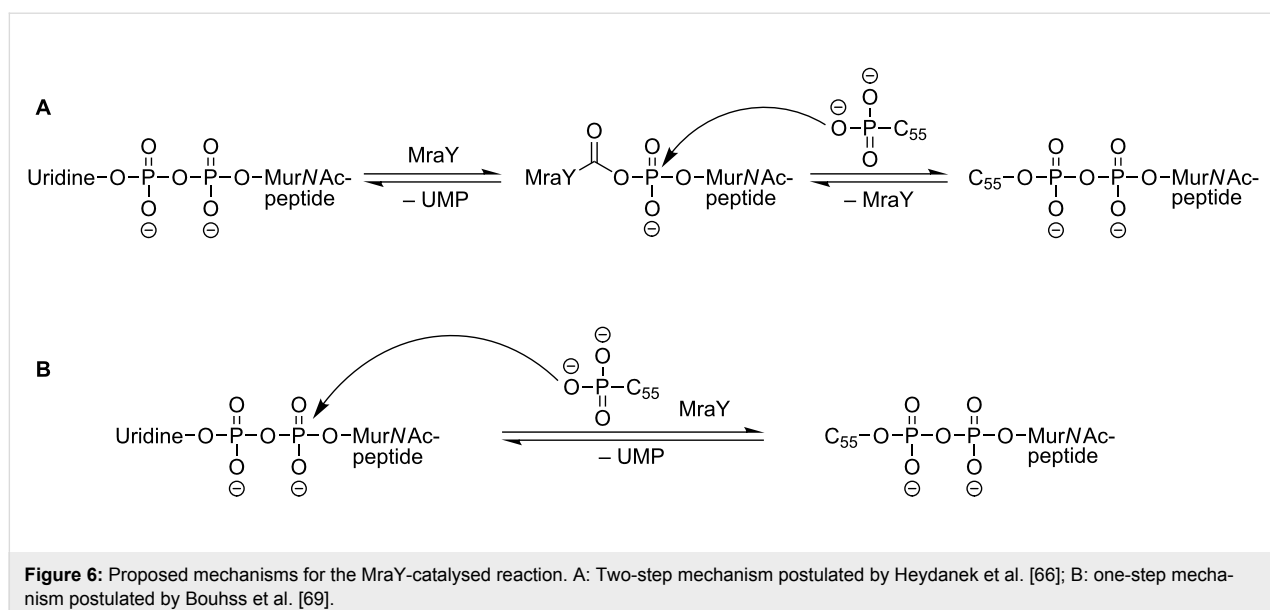 A
Uridine–O–P–O–P–O–MurNAc-
peptide
O O
O O
⊖ ⊖
MraY
– UMP
O
MraY O–P–O–MurNAc-
peptide
O
O
⊖
⊖
O
⊖
O–P–C55
O
– MraY
C55–O–P–O–P–O–MurNAc-
peptide
O O
O O
⊖ ⊖
B
Uridine–O–P–O–P–O–MurNAc-
peptide
O O
O O
⊖ ⊖
⊖
O
⊖
O–P–C55
O
MraY
– UMP
C55–O–P–O–P–O–MurNAc-
peptide
O O
O O
⊖ ⊖
Figure 6: Proposed mechanisms for the MraY-catalysed reaction. A: Two-step mechanism postulated by Heydanek et al. [66]; B: one-step mecha-
nism postulated by Bouhss et al. [69].